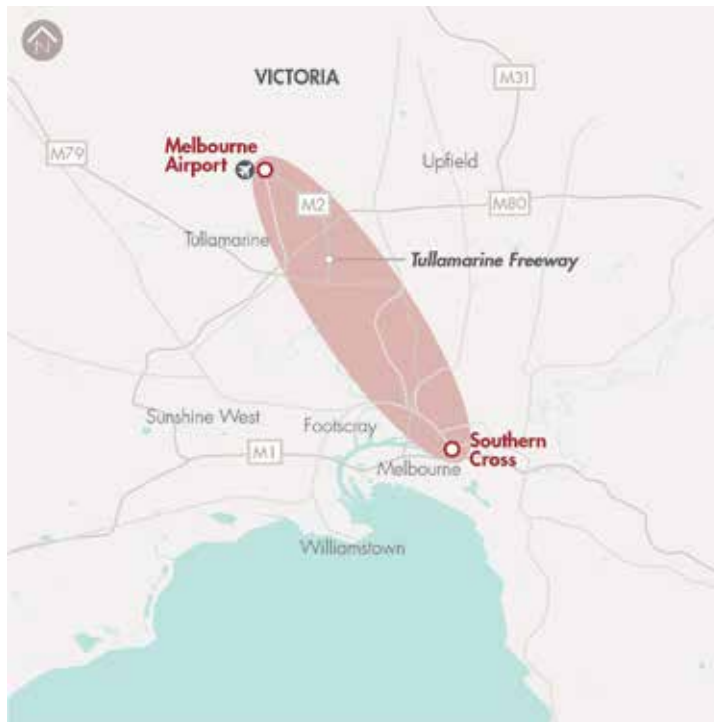 N
VICTORIA
M31
M79
Melbourne
Airport
Upfield
M2
M80
Tullamarine
Tullamarine Freeway
Sunshine West
Footscray
M1
Southern
Cross
Melbourne
Williamstown